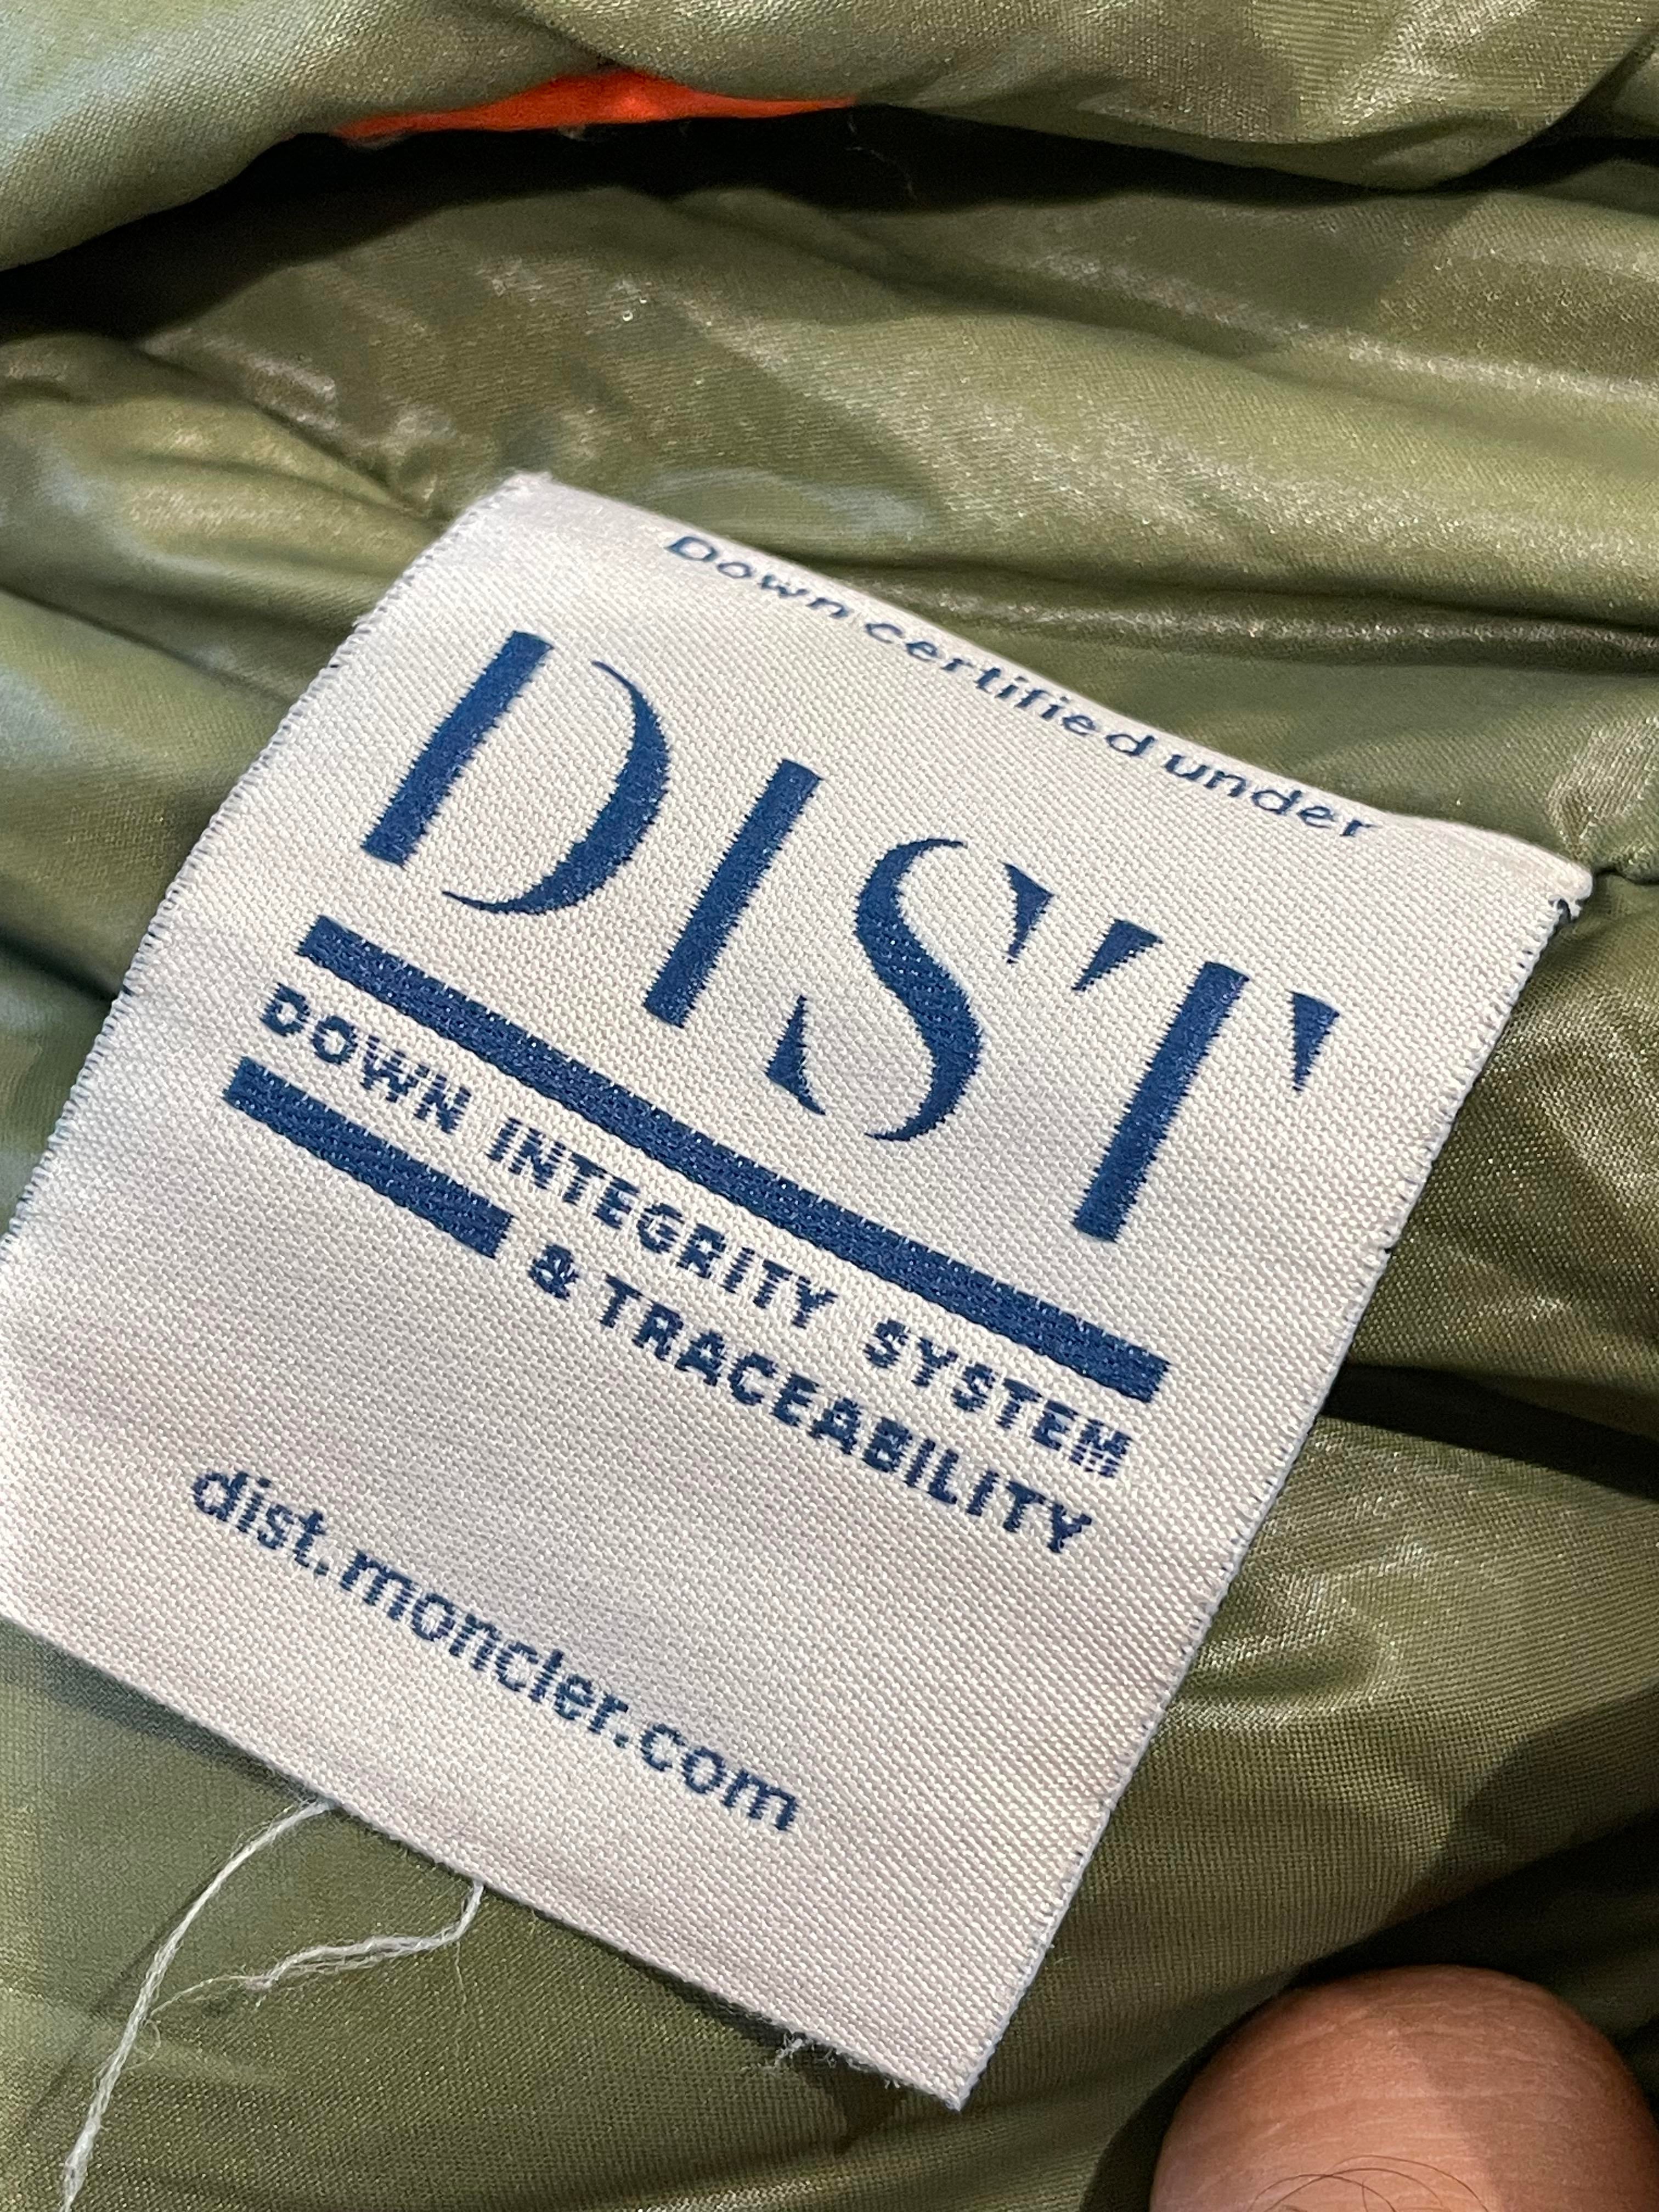 Down certified under
DIST
DOWN INTEGRITY SYSTEM
& TRACEABILITY
dist.moncler.com